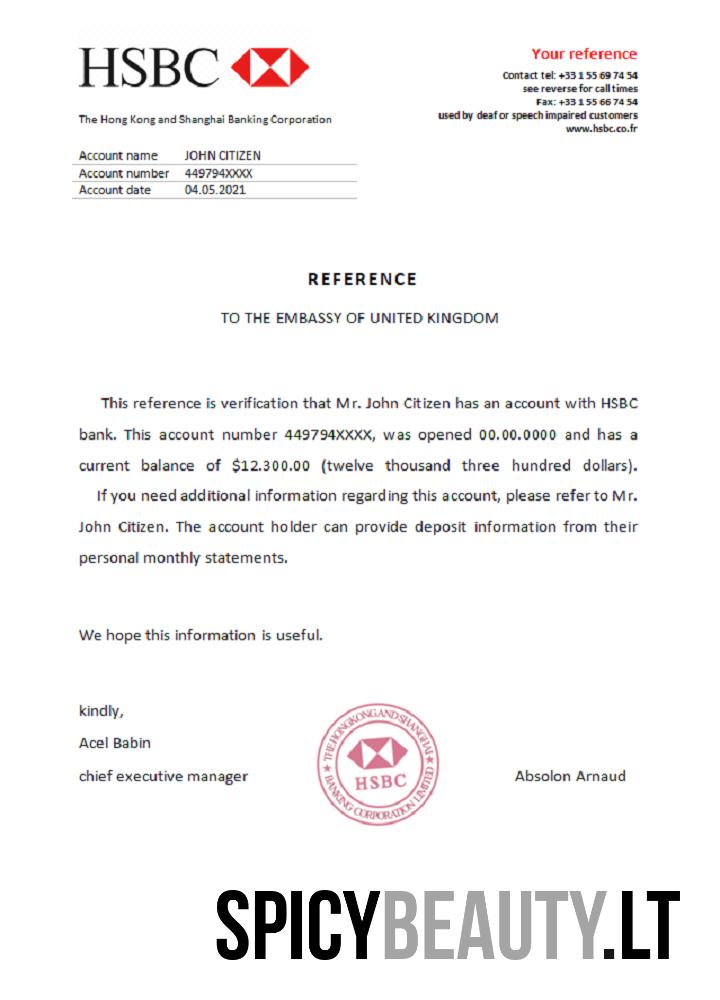 HSBC
The Hong Kong and Shanghai Banking Corporation
Your reference
Contact tel: +33 1 55 69 74 54
see reverse for call times
Fax: +33 1 55 66 74 54
used by deaf or speech impaired customers
www.hsbc.co.fr
Account name JOHN CITIZEN
Account number 449794XXXX
Account date 04.05.2021
REFERENCE
TO THE EMBASSY OF UNITED KINGDOM
This reference is verification that Mr. John Citizen has an account with HSBC
bank. This account number 449794XXXX, was opened 00.00.0000 and has a
current balance of $12.300.00 (twelve thousand three hundred dollars).
If you need additional information regarding this account, please refer to Mr.
John Citizen. The account holder can provide deposit information from their
personal monthly statements.
We hope this information is useful.
kindly,
Acel Babin
chief executive manager
THE HONGKONG AND SHANGHAI
HSBC
BANKING CORPORATION LIMITED
Absolon Arnaud
SPICYBEAUTY.LT